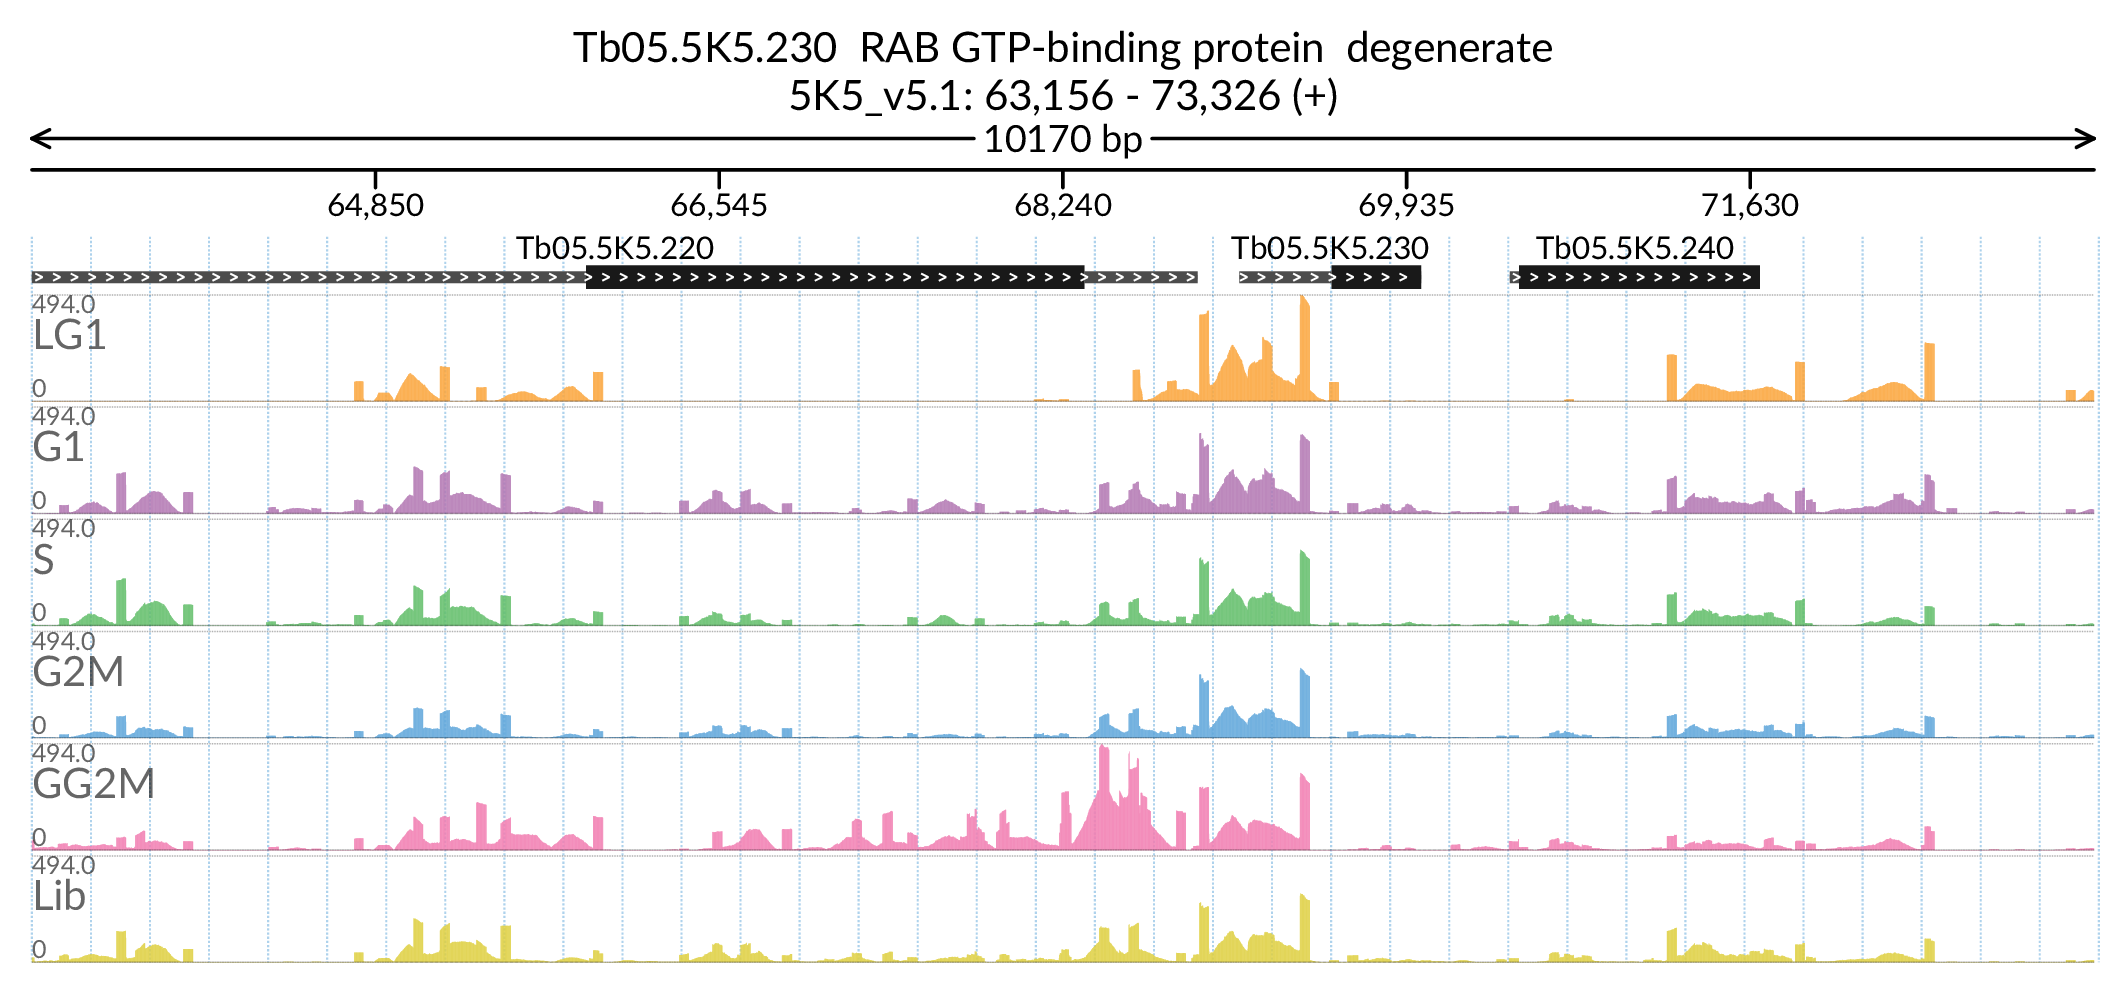 Tb05.5K5.230 RAB GTP-binding protein degenerate
5K5_v5.1: 63,156 - 73,326 (+)
10170 bp
64,850 66,545 68,240 69,935 71,630
Tb05.5K5.220 Tb05.5K5.230 Tb05.5K5.240
494.0
LG1
0
494.0
G1
0
494.0
S
0
494.0
G2M
0
494.0
GG2M
0
494.0
Lib
0